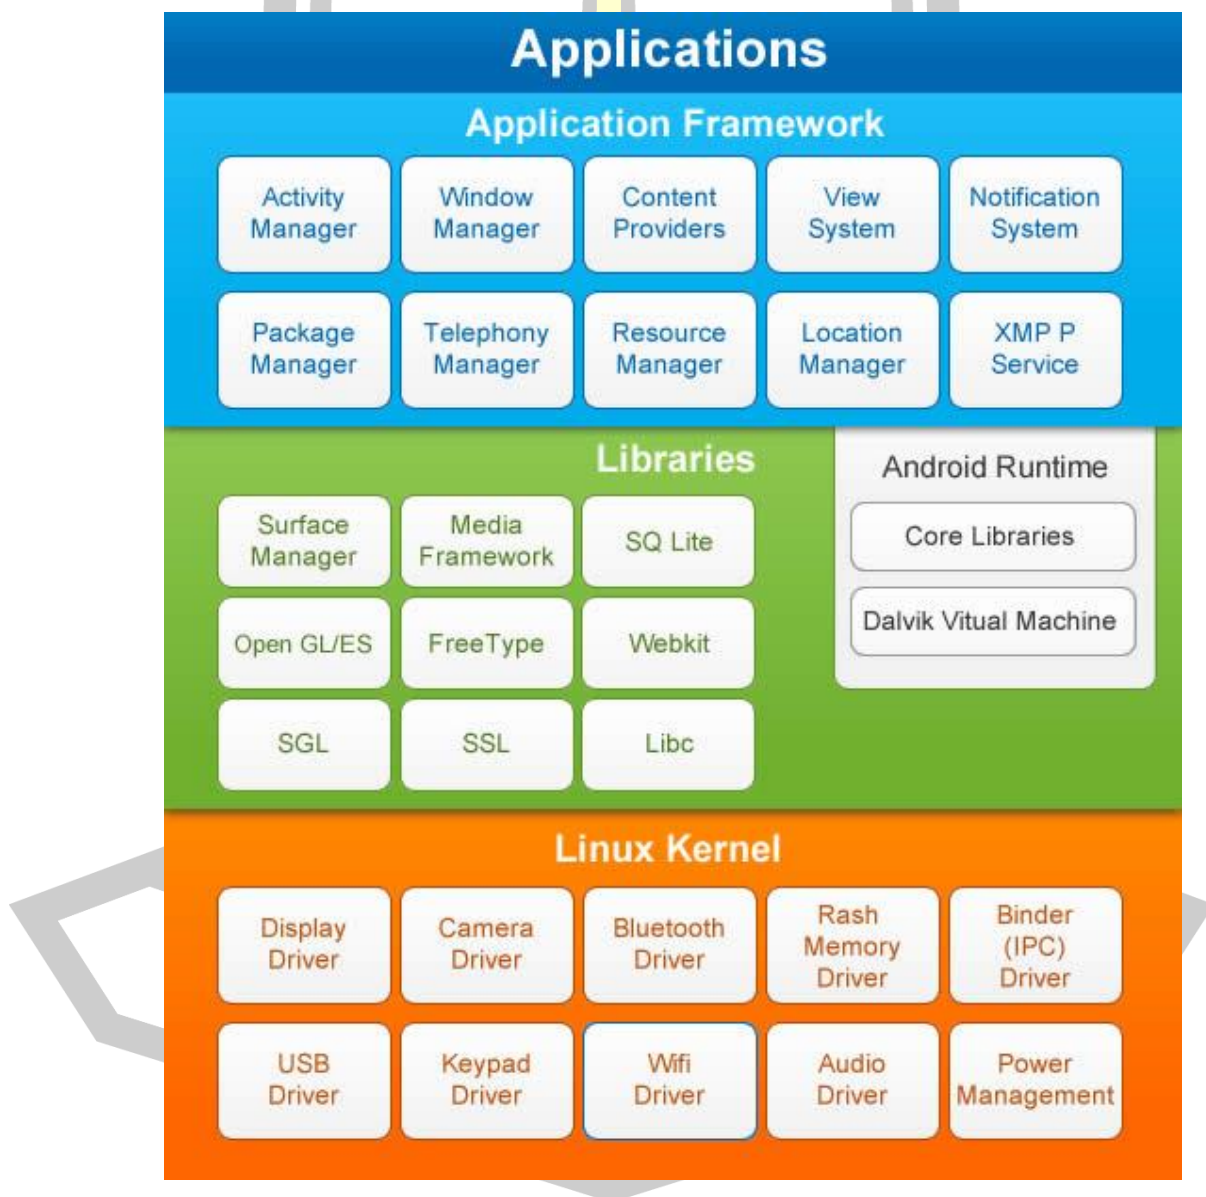 Applications
Application Framework
Activity
Manager
Window
Manager
Content
Providers
View
System
Notification
System
Package
Manager
Telephony
Manager
Resource
Manager
Location
Manager
XMP P
Service
Libraries
Surface
Manager
Media
Framework
SQ Lite
Open GL/ES
FreeType
Webkit
SGL
SSL
Libc
Android Runtime
Core Libraries
Dalvik Vitual Machine
Linux Kernel
Display
Driver
Camera
Driver
Bluetooth
Driver
Rash
Memory
Driver
Binder
(IPC)
Driver
USB
Driver
Keypad
Driver
Wifi
Driver
Audio
Driver
Power
Management